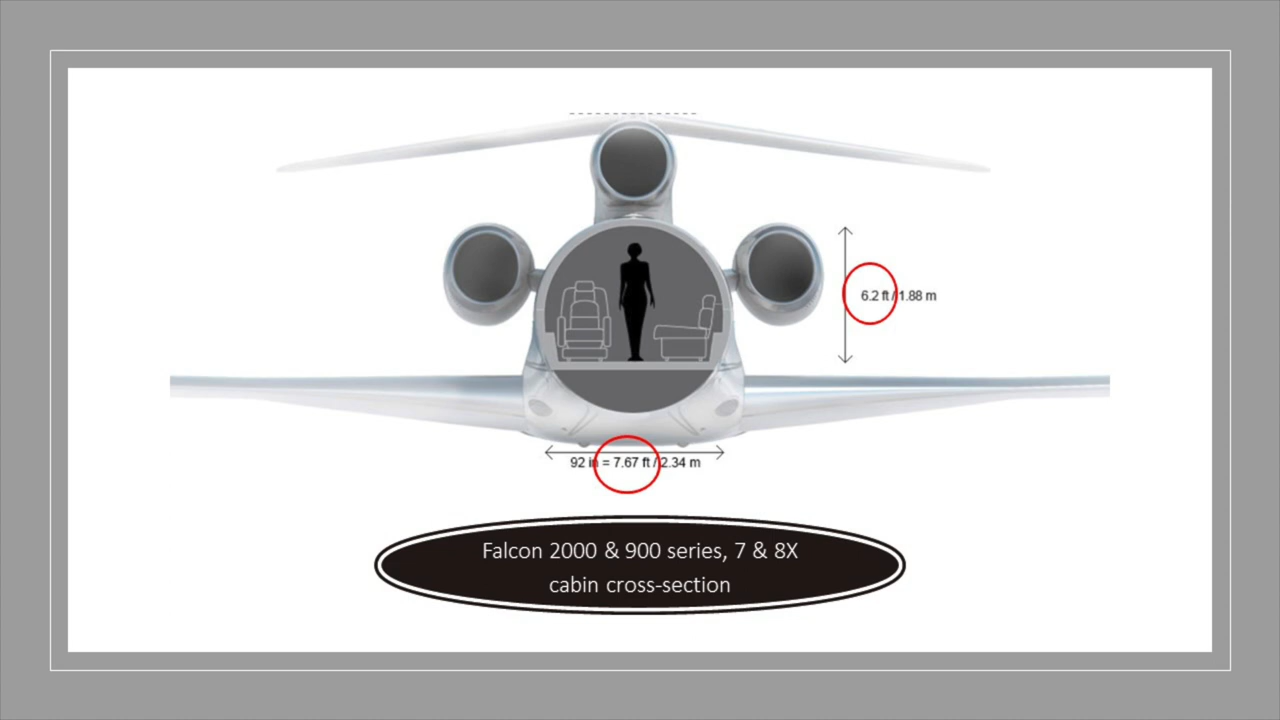 6.2 ft / 1.88 m
92 in = 7.67 ft / 2.34 m
Falcon 2000 & 900 series, 7 & 8X
cabin cross-section